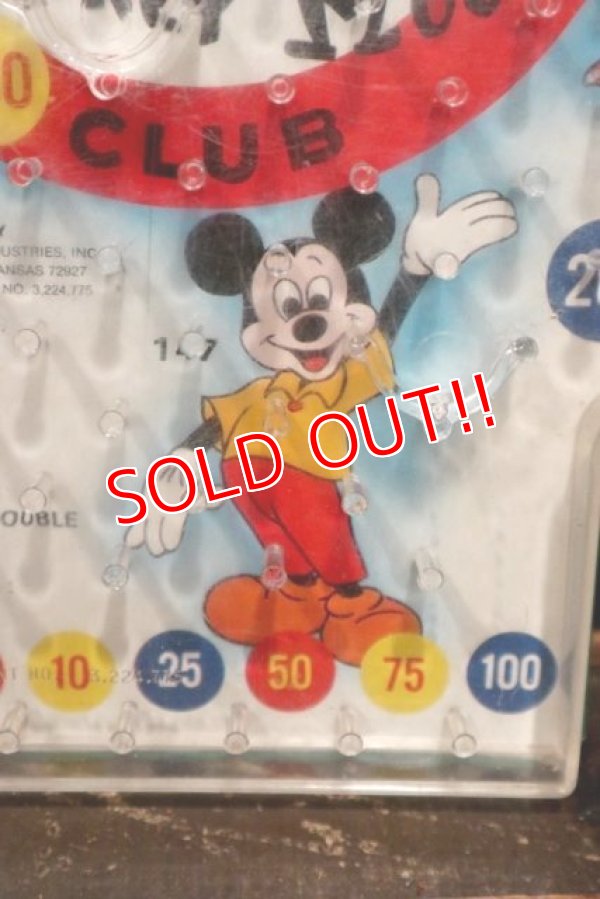 CLUB
Y
USTRIES, INC
ANSAS 72927
NO. 3,224,775
147
SOLD OUT!!
OUBLE
10 25 50 75 100